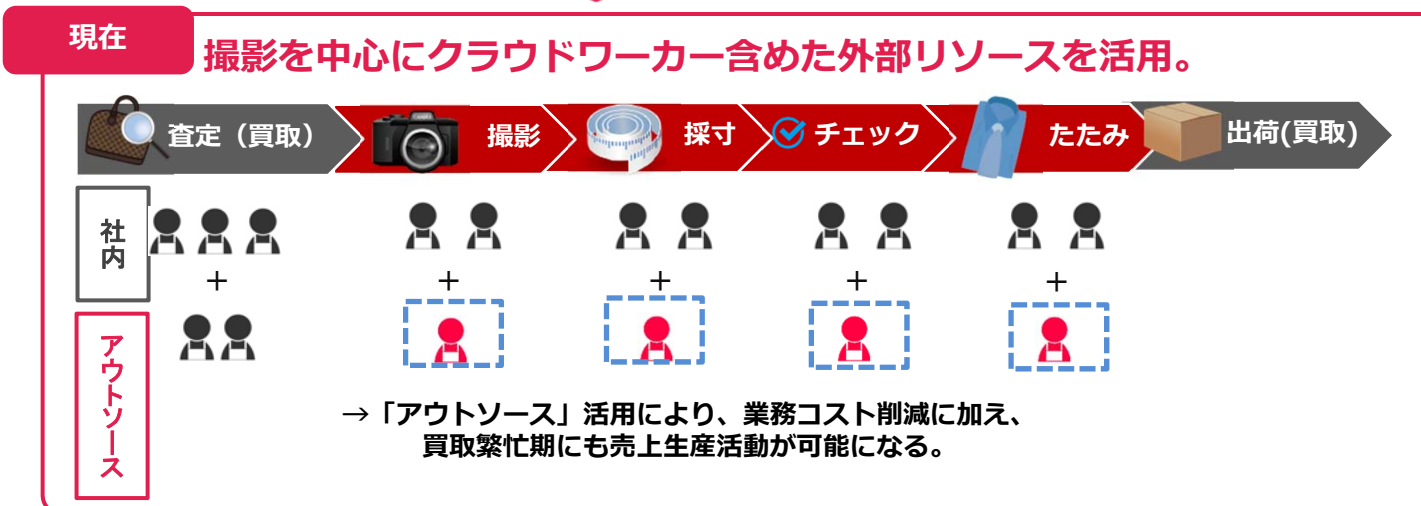 現在
撮影を中心にクラウドワーカー含めた外部リソースを活用。
査定（買取）
撮影
採寸
チェック
たたみ
出荷(買取)
社内
＋
＋
＋
＋
＋
アウトソース
→「アウトソース」活用により、業務コスト削減に加え、
買取繁忙期にも売上生産活動が可能になる。